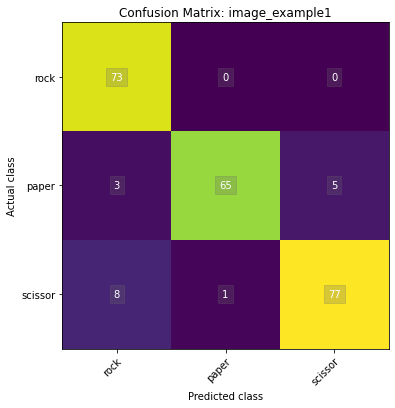 Confusion Matrix: image_example1
rock 73 0 0
paper 3 65 5
scissor 8 1 77
rock paper scissor
Actual class
Predicted class